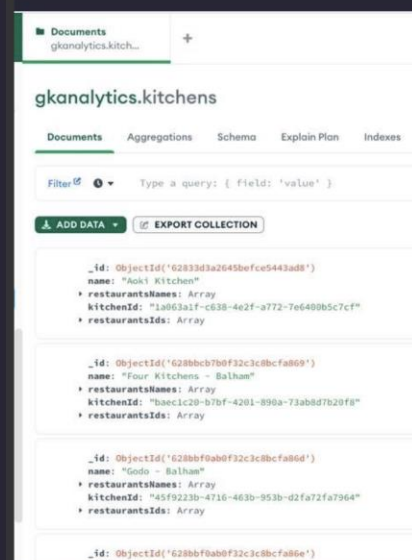 Documents
gkanalytics.kitch...
+
gkanalytics.kitchens
Documents Aggregations Schema Explain Plan Indexes
Filter Type a query: { field: 'value' }
ADD DATA EXPORT COLLECTION
_id: ObjectId('62833d3a2645befce5443ad8')
name: "Aoki Kitchen"
restaurantsNames: Array
kitchenId: "1a063a1f-c638-4e2f-a772-7e6400b5c7cf"
restaurantsIds: Array
_id: ObjectId('628bbcb7b0f32c3c8bcfa869')
name: "Four Kitchens - Balham"
restaurantsNames: Array
kitchenId: "baec1c20-b7bf-4201-890a-73ab8d7b20f8"
restaurantsIds: Array
_id: ObjectId('628bbf0ab0f32c3c8bcfa86d')
name: "Godo - Balham"
restaurantsNames: Array
kitchenId: "45f9223b-4716-463b-953b-d2fa72fa7964"
restaurantsIds: Array
_id: ObjectId('628bbf0ab0f32c3c8bcfa86e')